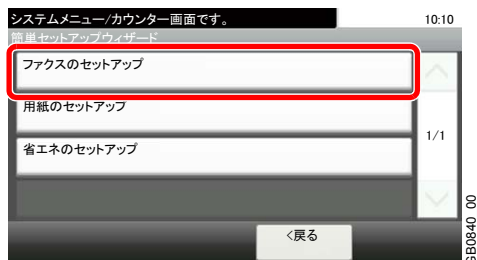 システムメニュー/カウンター画面です。
10:10
簡単セットアップウィザード
ファクスのセットアップ
用紙のセットアップ
1/1
省エネのセットアップ
<戻る
GB0840 00